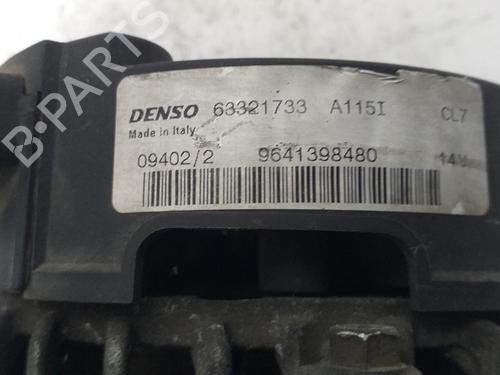 B-PARTS
DENSO 63321733 A115I CL7
Made in Italy
09402/2 9641398480 14V